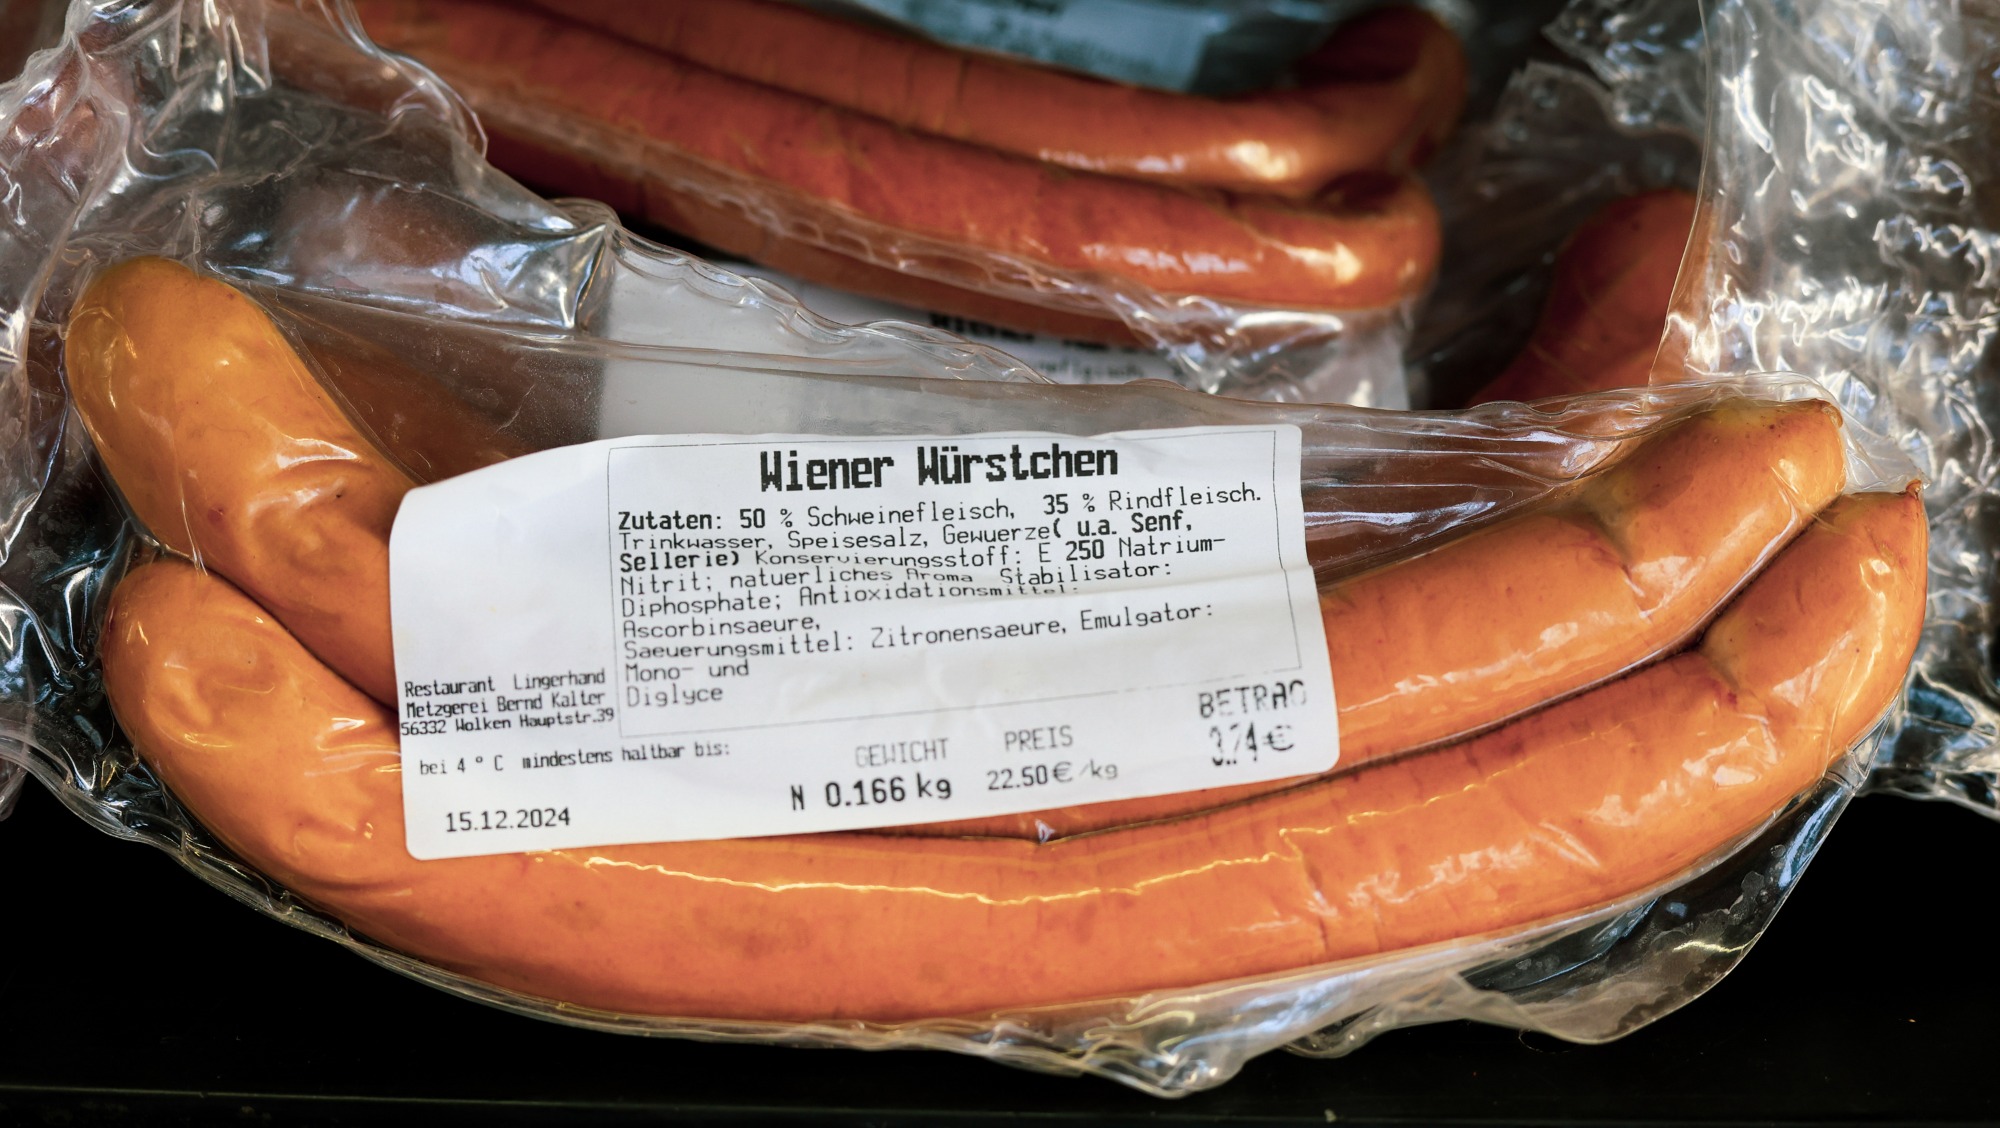 Wiener Würstchen
Zutaten: 50 % Schweinefleisch, 35 % Rindfleisch.
Trinkwasser, Speisesalz, Gewuerze( u.a. Senf,
Sellerie) Konservierungsstoff: E 250 Natrium-
Nitrit; natuerliches Aroma Stabilisator:
Diphosphate; Antioxidationsmittel:
Ascorbinsaeure,
Saeuerungsmittel: Zitronensaeure, Emulgator:
Mono- und
Diglyce
Restaurant Lingerhand
Metzgerei Bernd Kalter
56332 Wolken Hauptstr.39
bei 4 ° C mindestens haltbar bis:
15.12.2024
GEWICHT
N 0.166 kg
PREIS
22.50€/kg
BETRAG
3.74€